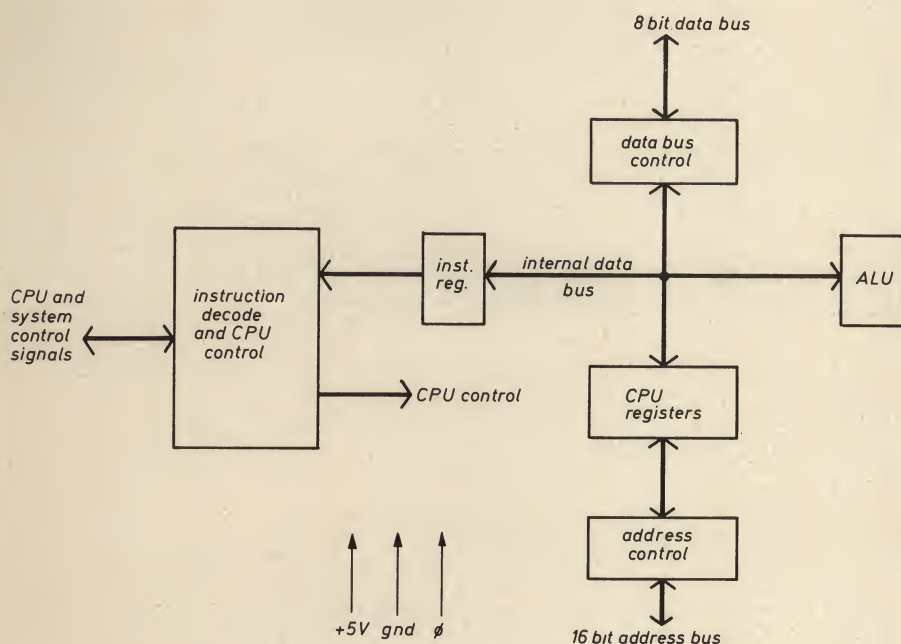 8 bit data bus
data bus
control
internal data
bus
inst.
reg.
ALU
instruction
decode
and CPU
control
CPU and
system
control
signals
CPU control
CPU
registers
address
control
+5V gnd ϕ
16 bit address bus